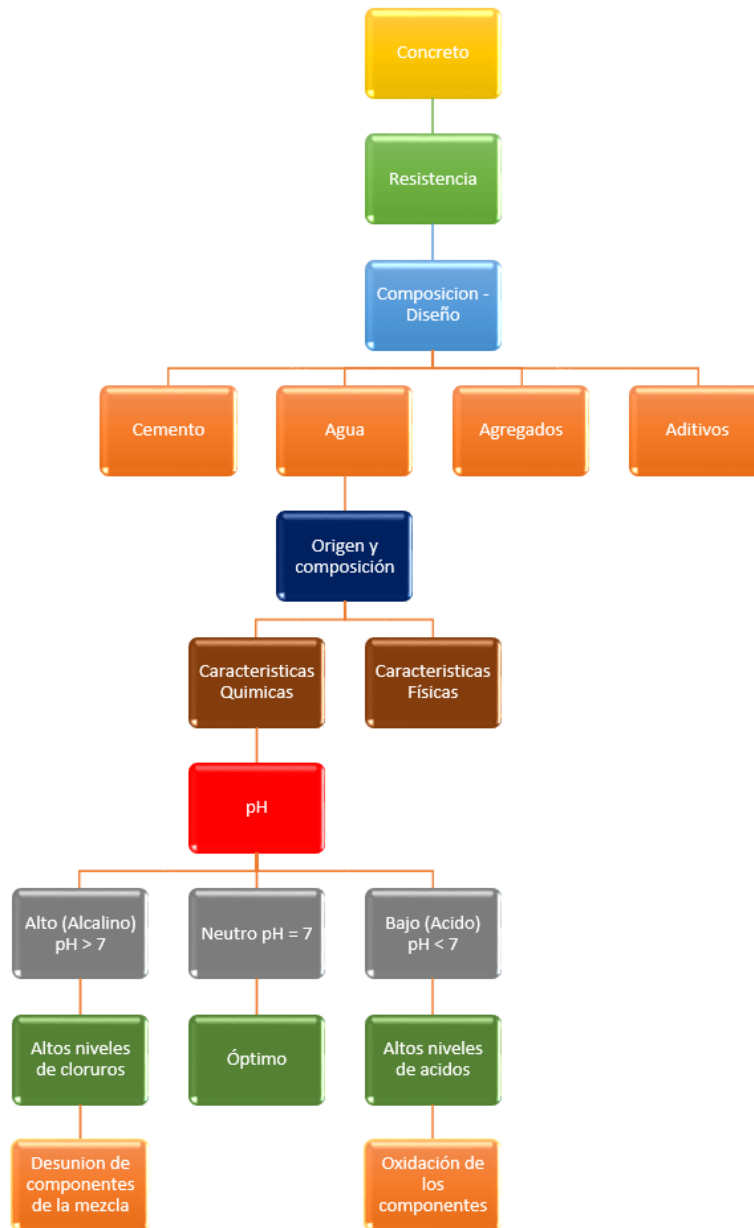 Concreto
Resistencia
Composicion -
Diseño
Cemento
Agua
Agregados
Aditivos
Origen y
composición
Caracteristicas
Quimicas
Caracteristicas
Físicas
pH
Alto (Alcalino)
pH > 7
Neutro pH = 7
Bajo (Acido)
pH < 7
Altos niveles
de cloruros
Óptimo
Altos niveles
de acidos
Desunion de
componentes
de la mezcla
Oxidación de
los
componentes